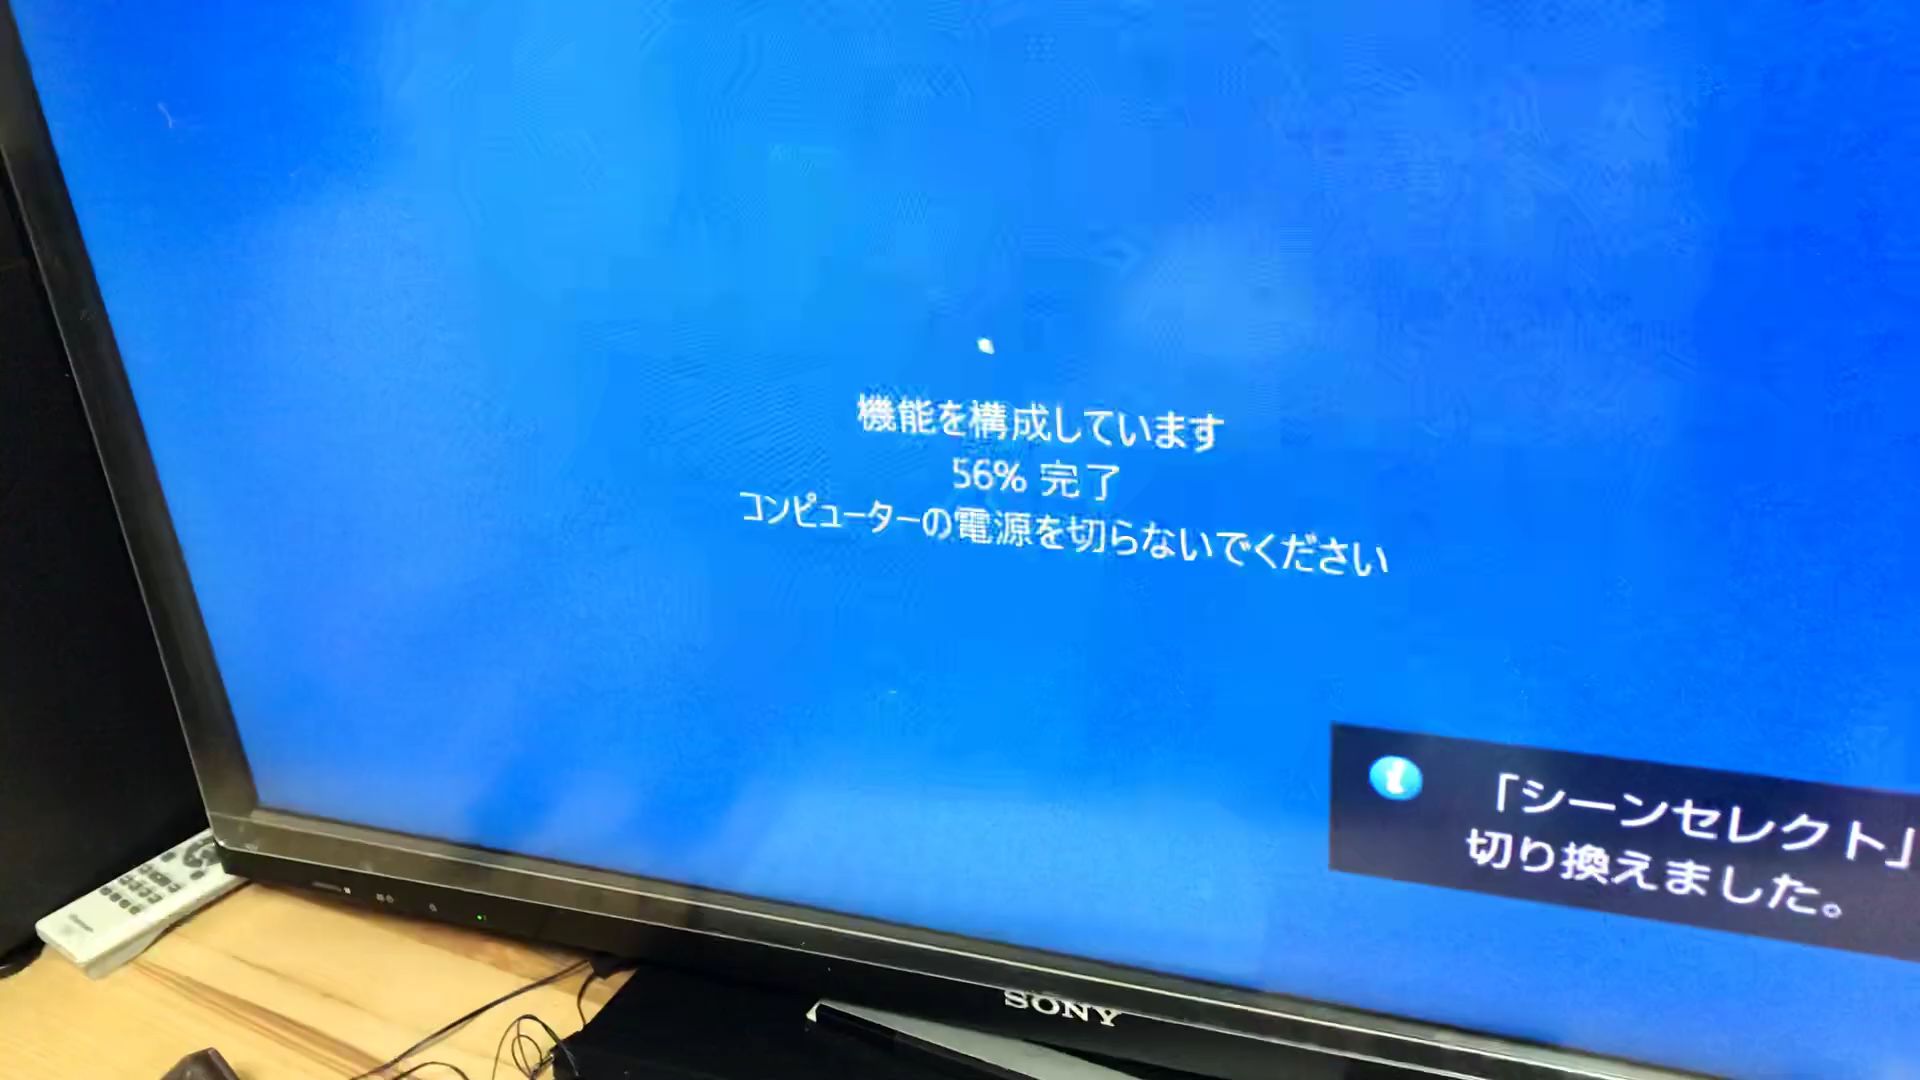 機能を構成しています
56% 完了
コンピューターの電源を切らないでください
「シーンセレクト」
切り換えました。
SONY